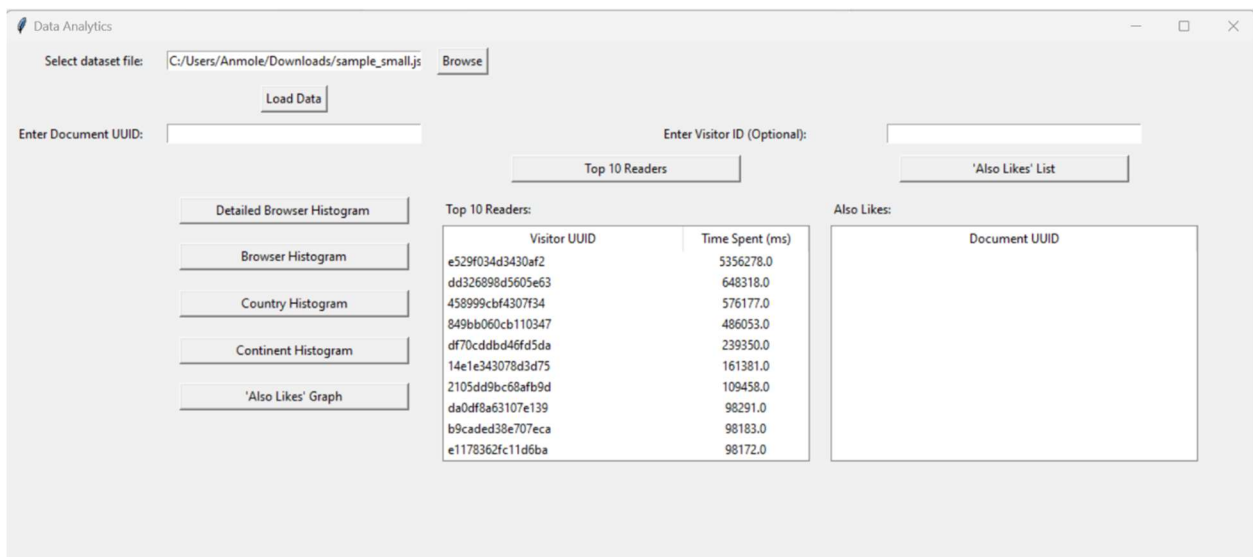 Data Analytics
Select dataset file: C:/Users/Anmole/Downloads/sample_small.js Browse
Load Data
Enter Document UUID: Enter Visitor ID (Optional):
Top 10 Readers 'Also Likes' List
Detailed Browser Histogram Top 10 Readers: Also Likes:
Visitor UUID Time Spent (ms) Document UUID
Browser Histogram e529f034d3430af2 5356278.0
dd326898d5605e63 648318.0
Country Histogram 458999cbf4307f34 576177.0
849bb060cb110347 486053.0
Continent Histogram df70cddbd46fd5da 239350.0
14e1e343078d3d75 161381.0
'Also Likes' Graph 2105dd9bc68afb9d 109458.0
da0df8a63107e139 98291.0
b9caded38e707eca 98183.0
e1178362fc11d6ba 98172.0